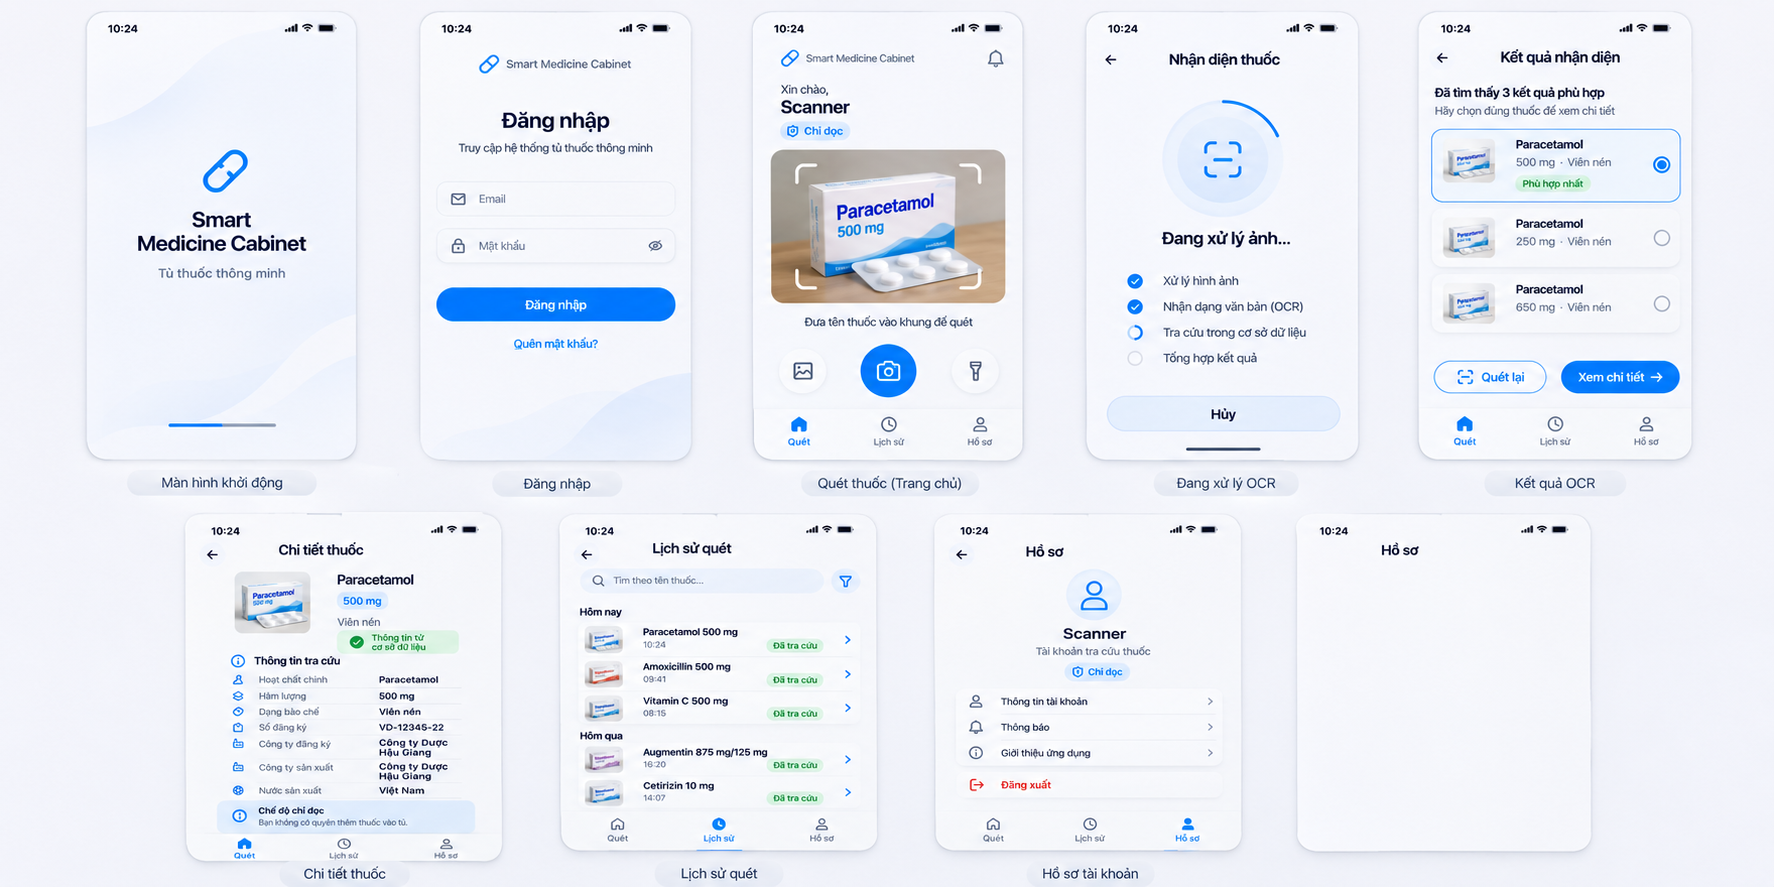 10:24
Smart
Medicine Cabinet
Tủ thuốc thông minh
Màn hình khởi động
10:24
Smart Medicine Cabinet
Đăng nhập
Truy cập hệ thống tủ thuốc thông minh
Email
Mật khẩu
Đăng nhập
Quên mật khẩu?
Đăng nhập
10:24
Smart Medicine Cabinet
Xin chào,
Scanner
Chỉ đọc
Paracetamol
500 mg
Đưa tên thuốc vào khung để quét
Quét
Lịch sử
Hồ sơ
Quét thuốc (Trang chủ)
10:24
Nhận diện thuốc
Đang xử lý ảnh...
Xử lý hình ảnh
Nhận dạng văn bản (OCR)
Tra cứu trong cơ sở dữ liệu
Tổng hợp kết quả
Hủy
Đang xử lý OCR
10:24
Kết quả nhận diện
Đã tìm thấy 3 kết quả phù hợp
Hãy chọn đúng thuốc để xem chi tiết
Paracetamol
500 mg · Viên nén
Phù hợp nhất
Paracetamol
250 mg · Viên nén
Paracetamol
650 mg · Viên nén
Quét lại
Xem chi tiết
Quét
Lịch sử
Hồ sơ
Kết quả OCR
10:24
Chi tiết thuốc
Paracetamol
500 mg
Paracetamol
500 mg
Viên nén
Thông tin từ
cơ sở dữ liệu
Thông tin tra cứu
Hoạt chất chính Paracetamol
Hàm lượng 500 mg
Dạng bào chế Viên nén
Số đăng ký VD-12345-22
Công ty đăng ký Công ty Dược
Hậu Giang
Công ty sản xuất Công ty Dược
Hậu Giang
Nước sản xuất Việt Nam
Chế độ chỉ đọc
Bạn không có quyền thêm thuốc vào tủ.
Quét
Lịch sử
Hồ sơ
Chi tiết thuốc
10:24
Lịch sử quét
Tìm theo tên thuốc...
Hôm nay
Paracetamol 500 mg
10:24
Đã tra cứu
Amoxicillin 500 mg
09:41
Đã tra cứu
Vitamin C 500 mg
08:15
Đã tra cứu
Hôm qua
Augmentin 875 mg/125 mg
16:20
Đã tra cứu
Cetirizin 10 mg
14:07
Đã tra cứu
Quét
Lịch sử
Hồ sơ
Lịch sử quét
10:24
Hồ sơ
Scanner
Tài khoản tra cứu thuốc
Chỉ đọc
Thông tin tài khoản
Thông báo
Giới thiệu ứng dụng
Đăng xuất
Quét
Lịch sử
Hồ sơ
Hồ sơ tài khoản
10:24
Hồ sơ